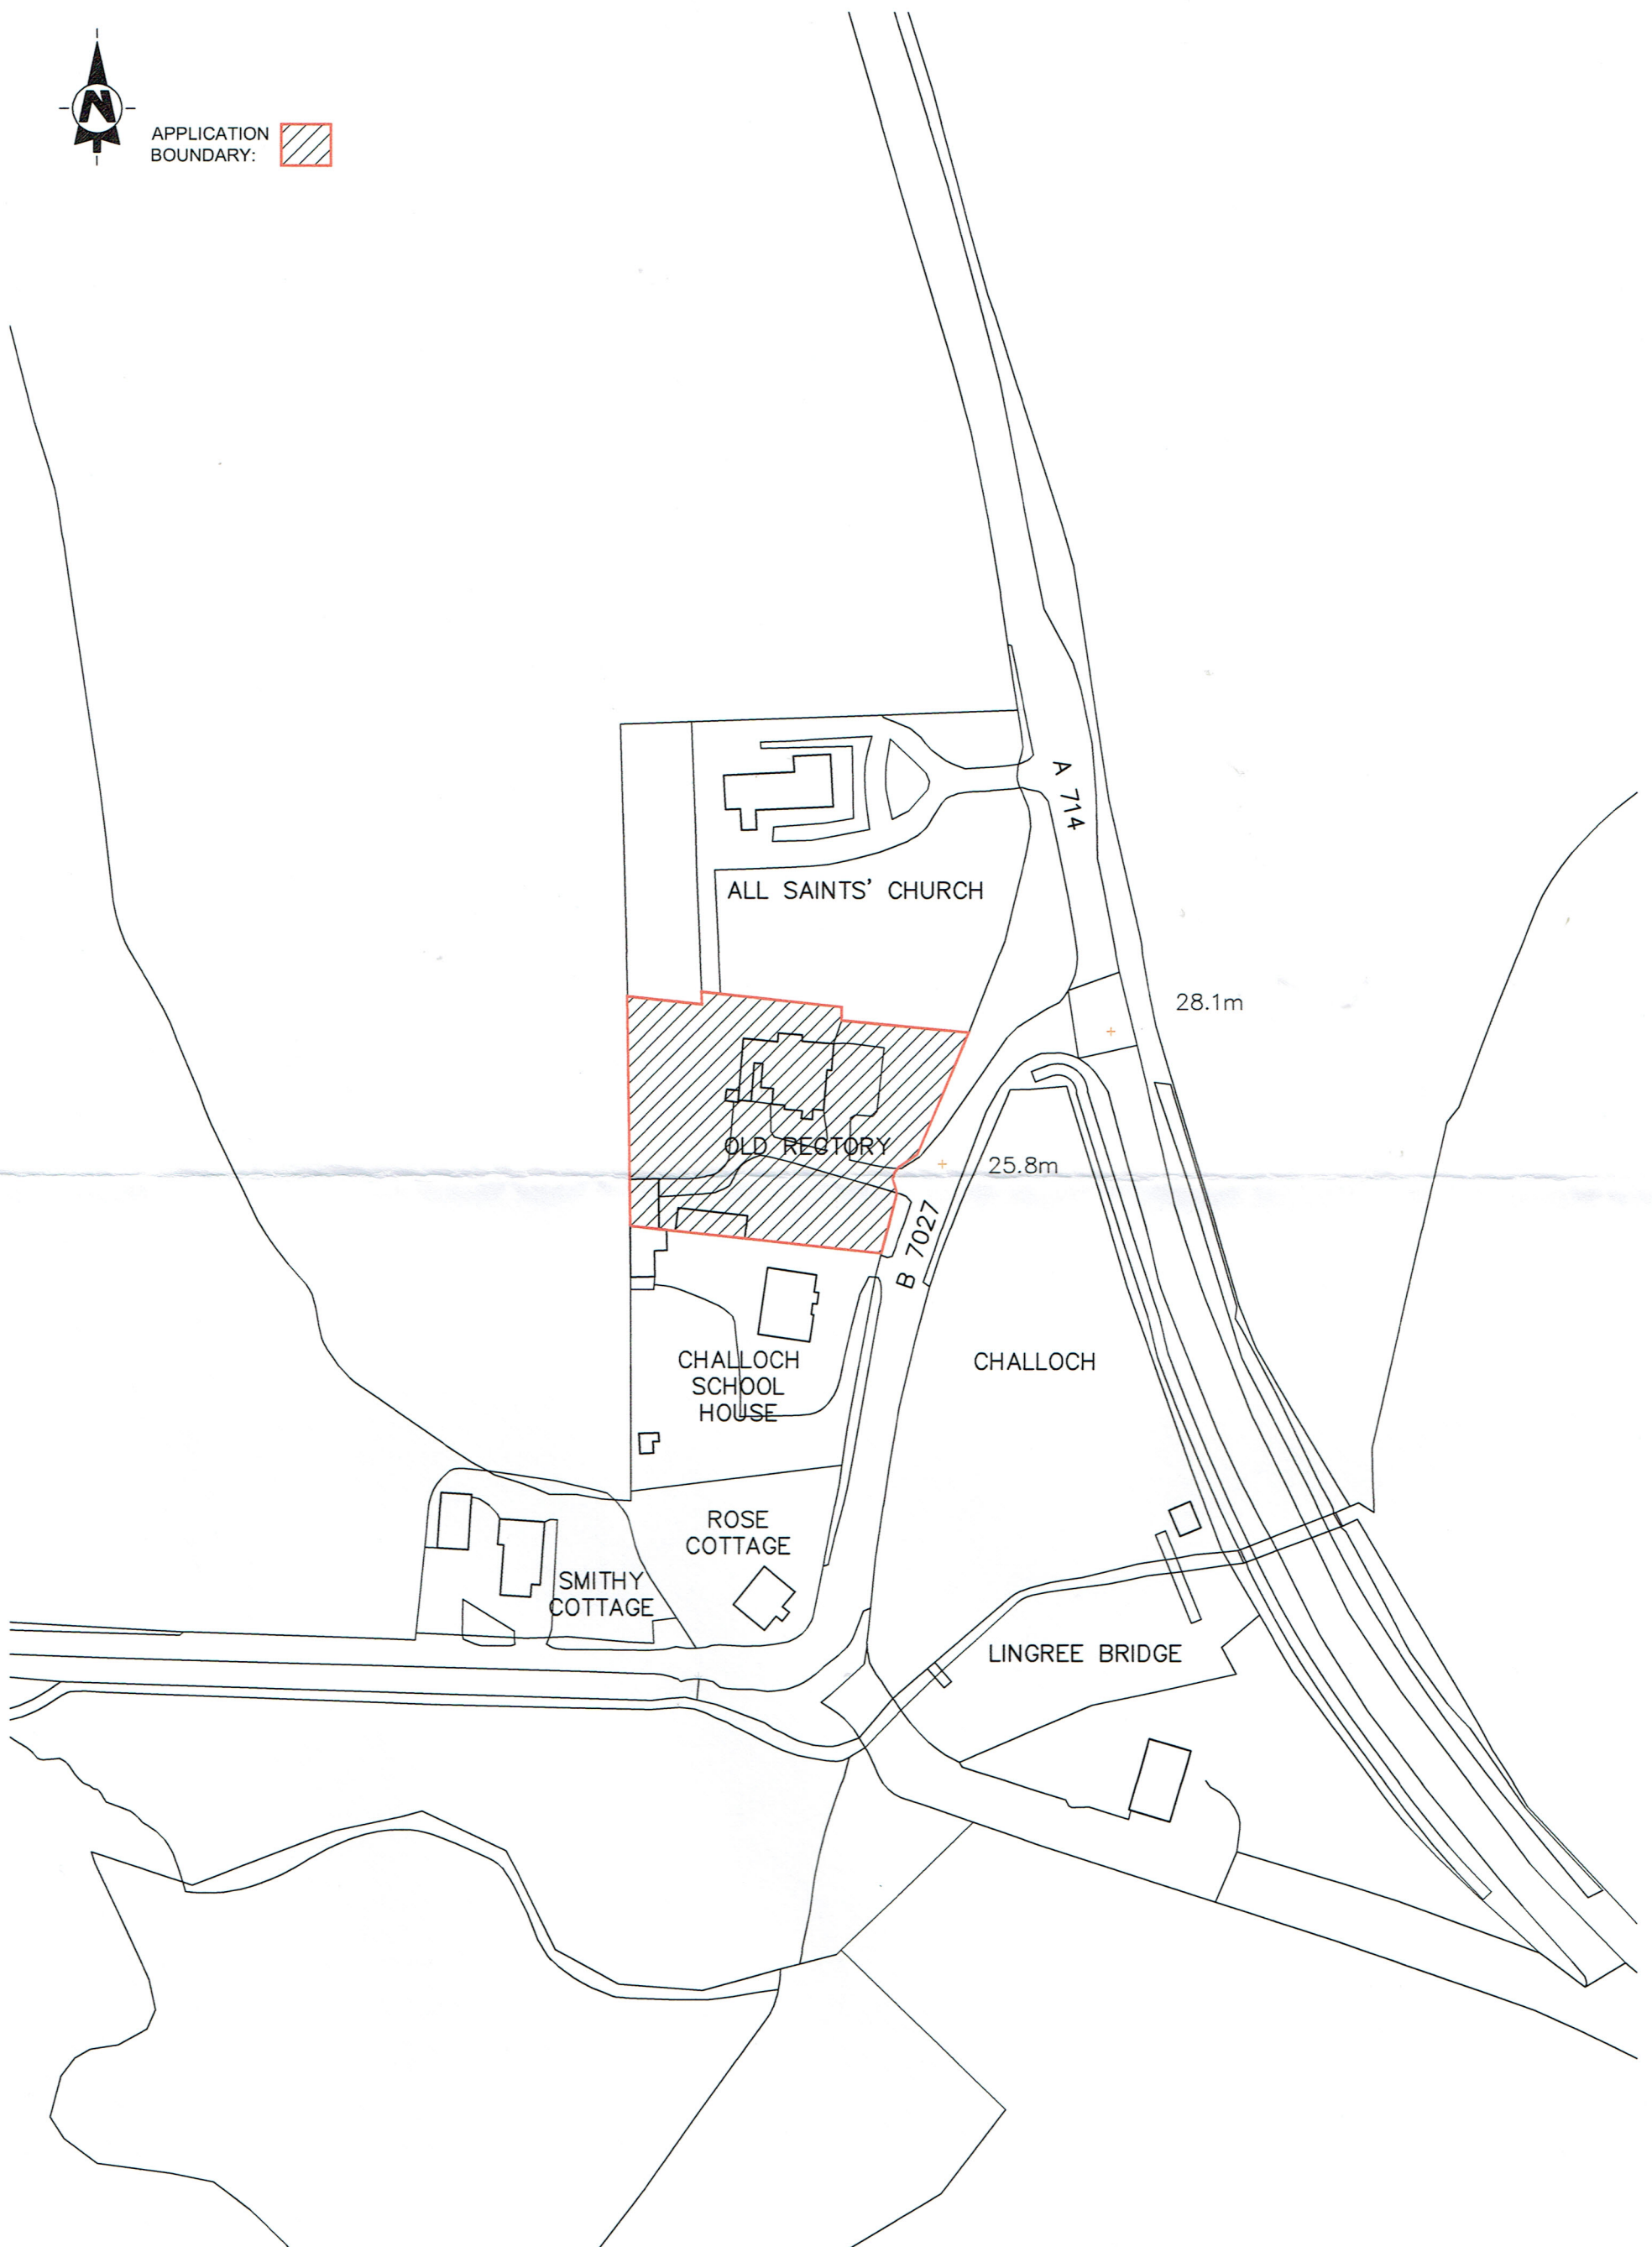 N
APPLICATION
BOUNDARY:
A 714
ALL SAINTS' CHURCH
28.1m
OLD RECTORY
25.8m
B 7027
CHALLOCH
SCHOOL
HOUSE
CHALLOCH
ROSE
COTTAGE
SMITHY
COTTAGE
LINGREE BRIDGE